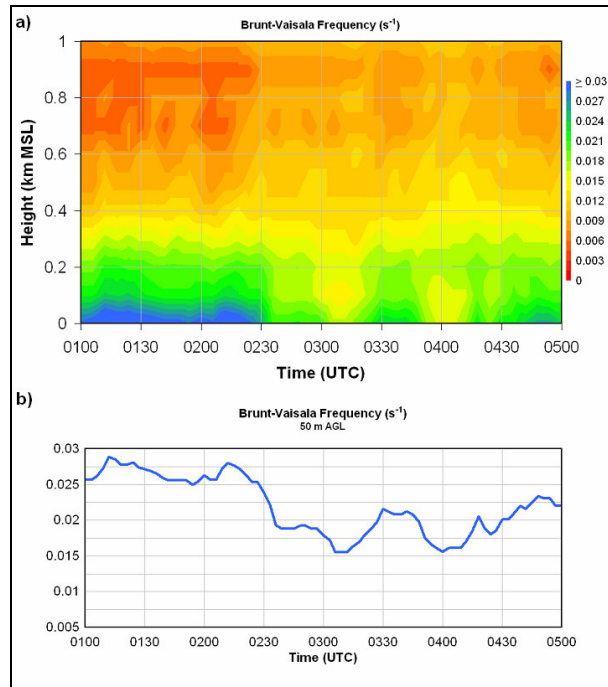 a)
Brunt-Vaisala Frequency (s⁻¹)
1
0.8
0.6
0.4
0.2
0
Height (km MSL)
≥ 0.03
0.027
0.024
0.021
0.018
0.015
0.012
0.009
0.006
0.003
0
0100 0130 0200 0230 0300 0330 0400 0430 0500
Time (UTC)
b)
Brunt-Vaisala Frequency (s⁻¹)
50 m AGL
0.03
0.025
0.02
0.015
0.01
0.005
0100 0130 0200 0230 0300 0330 0400 0430 0500
Time (UTC)